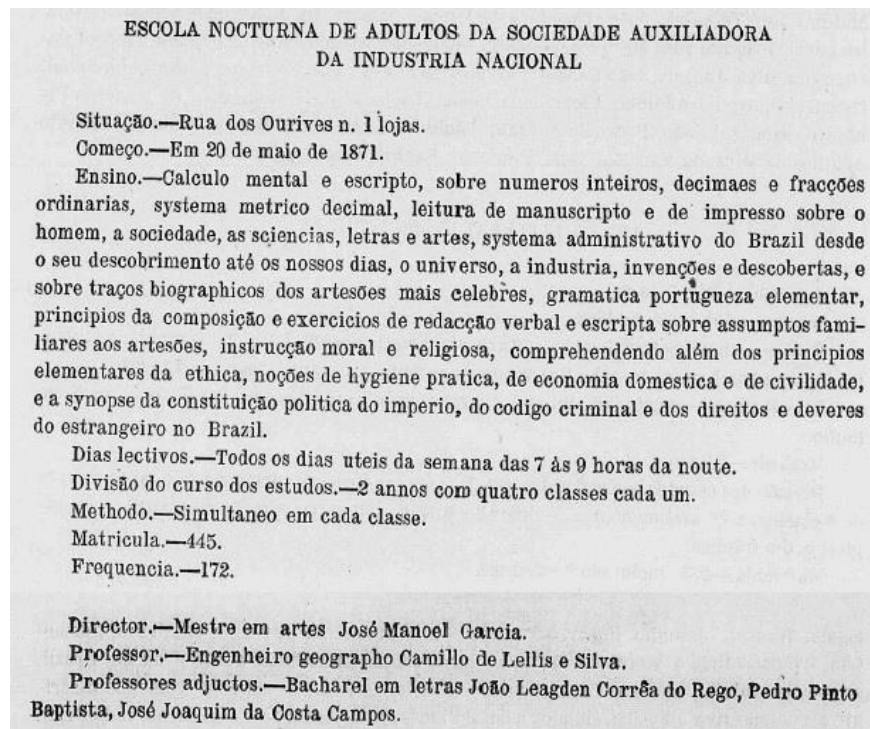 ESCOLA NOCTURNA DE ADULTOS DA SOCIEDADE AUXILIADORA
DA INDUSTRIA NACIONAL
Situação.—Rua dos Ourives n. 1 lojas.
Começo.—Em 20 de maio de 1871.
Ensino.—Calculo mental e escripto, sobre numeros inteiros, decimaes e fracções
ordinarias, systema metrico decimal, leitura de manuscripto e de impresso sobre o
homem, a sociedade, as sciencias, letras e artes, systema administrativo do Brazil desde
o seu descobrimento até os nossos dias, o universo, a industria, invenções e descobertas, e
sobre traços biographicos dos artesões mais celebres, gramatica portugueza elementar,
principios da composição e exercicios de redacção verbal e escripta sobre assumptos fami-
liares aos artesões, instrucção moral e religiosa, comprehendendo além dos principios
elementares da ethica, noções de hygiene pratica, de economia domestica e de civilidade,
e a synopse da constituição politica do imperio, do codigo criminal e dos direitos e deveres
do estrangeiro no Brazil.
Dias lectivos.—Todos os dias uteis da semana das 7 ás 9 horas da noute.
Divisão do curso dos estudos.—2 annos com quatro classes cada um.
Methodo.—Simultaneo em cada classe.
Matricula.—445.
Frequencia.—172.
Director.—Mestre em artes José Manoel Garcia.
Professor.—Engenheiro geographo Camillo de Lellis e Silva.
Professores adjuctos.—Bacharel em letras João Leagden Corrêa do Rego, Pedro Pinto
Baptista, José Joaquim da Costa Campos.